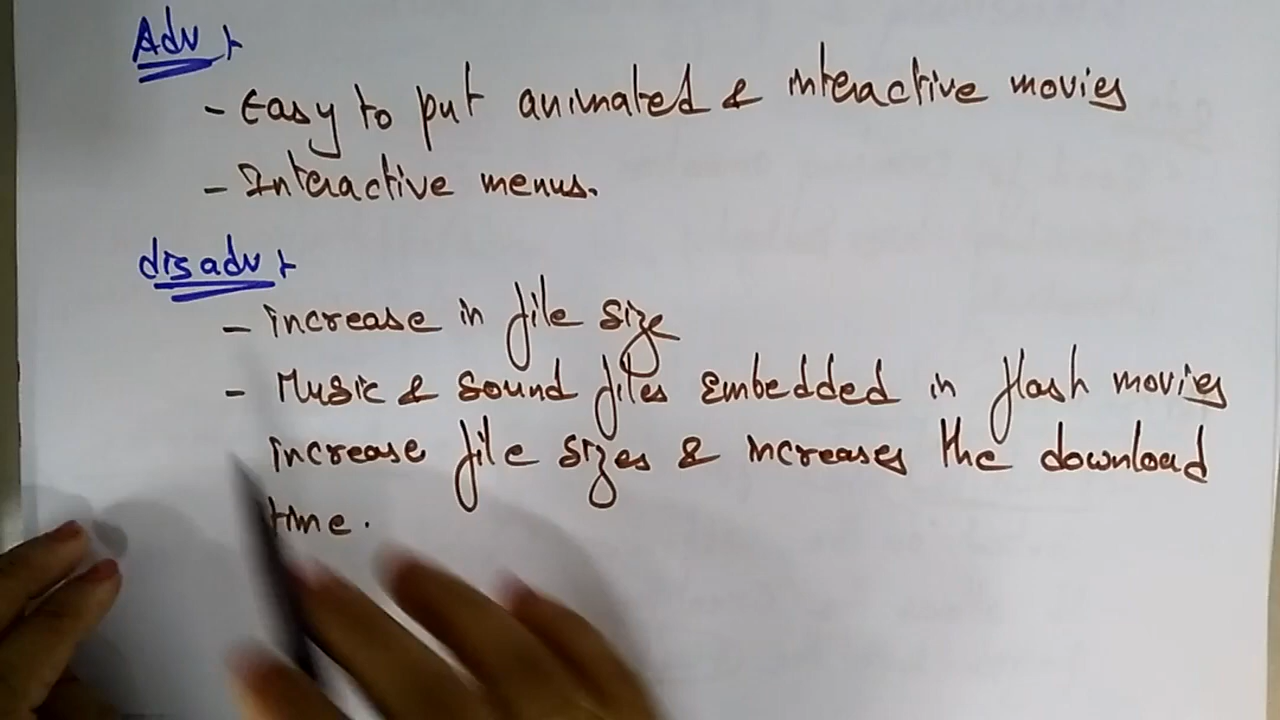 Adv :-
- Easy to put animated & interactive movies
- Interactive menus.
disadv :-
- increase in file size
- Music & sound files embedded in flash movies
increase file sizes & increases the download
time.